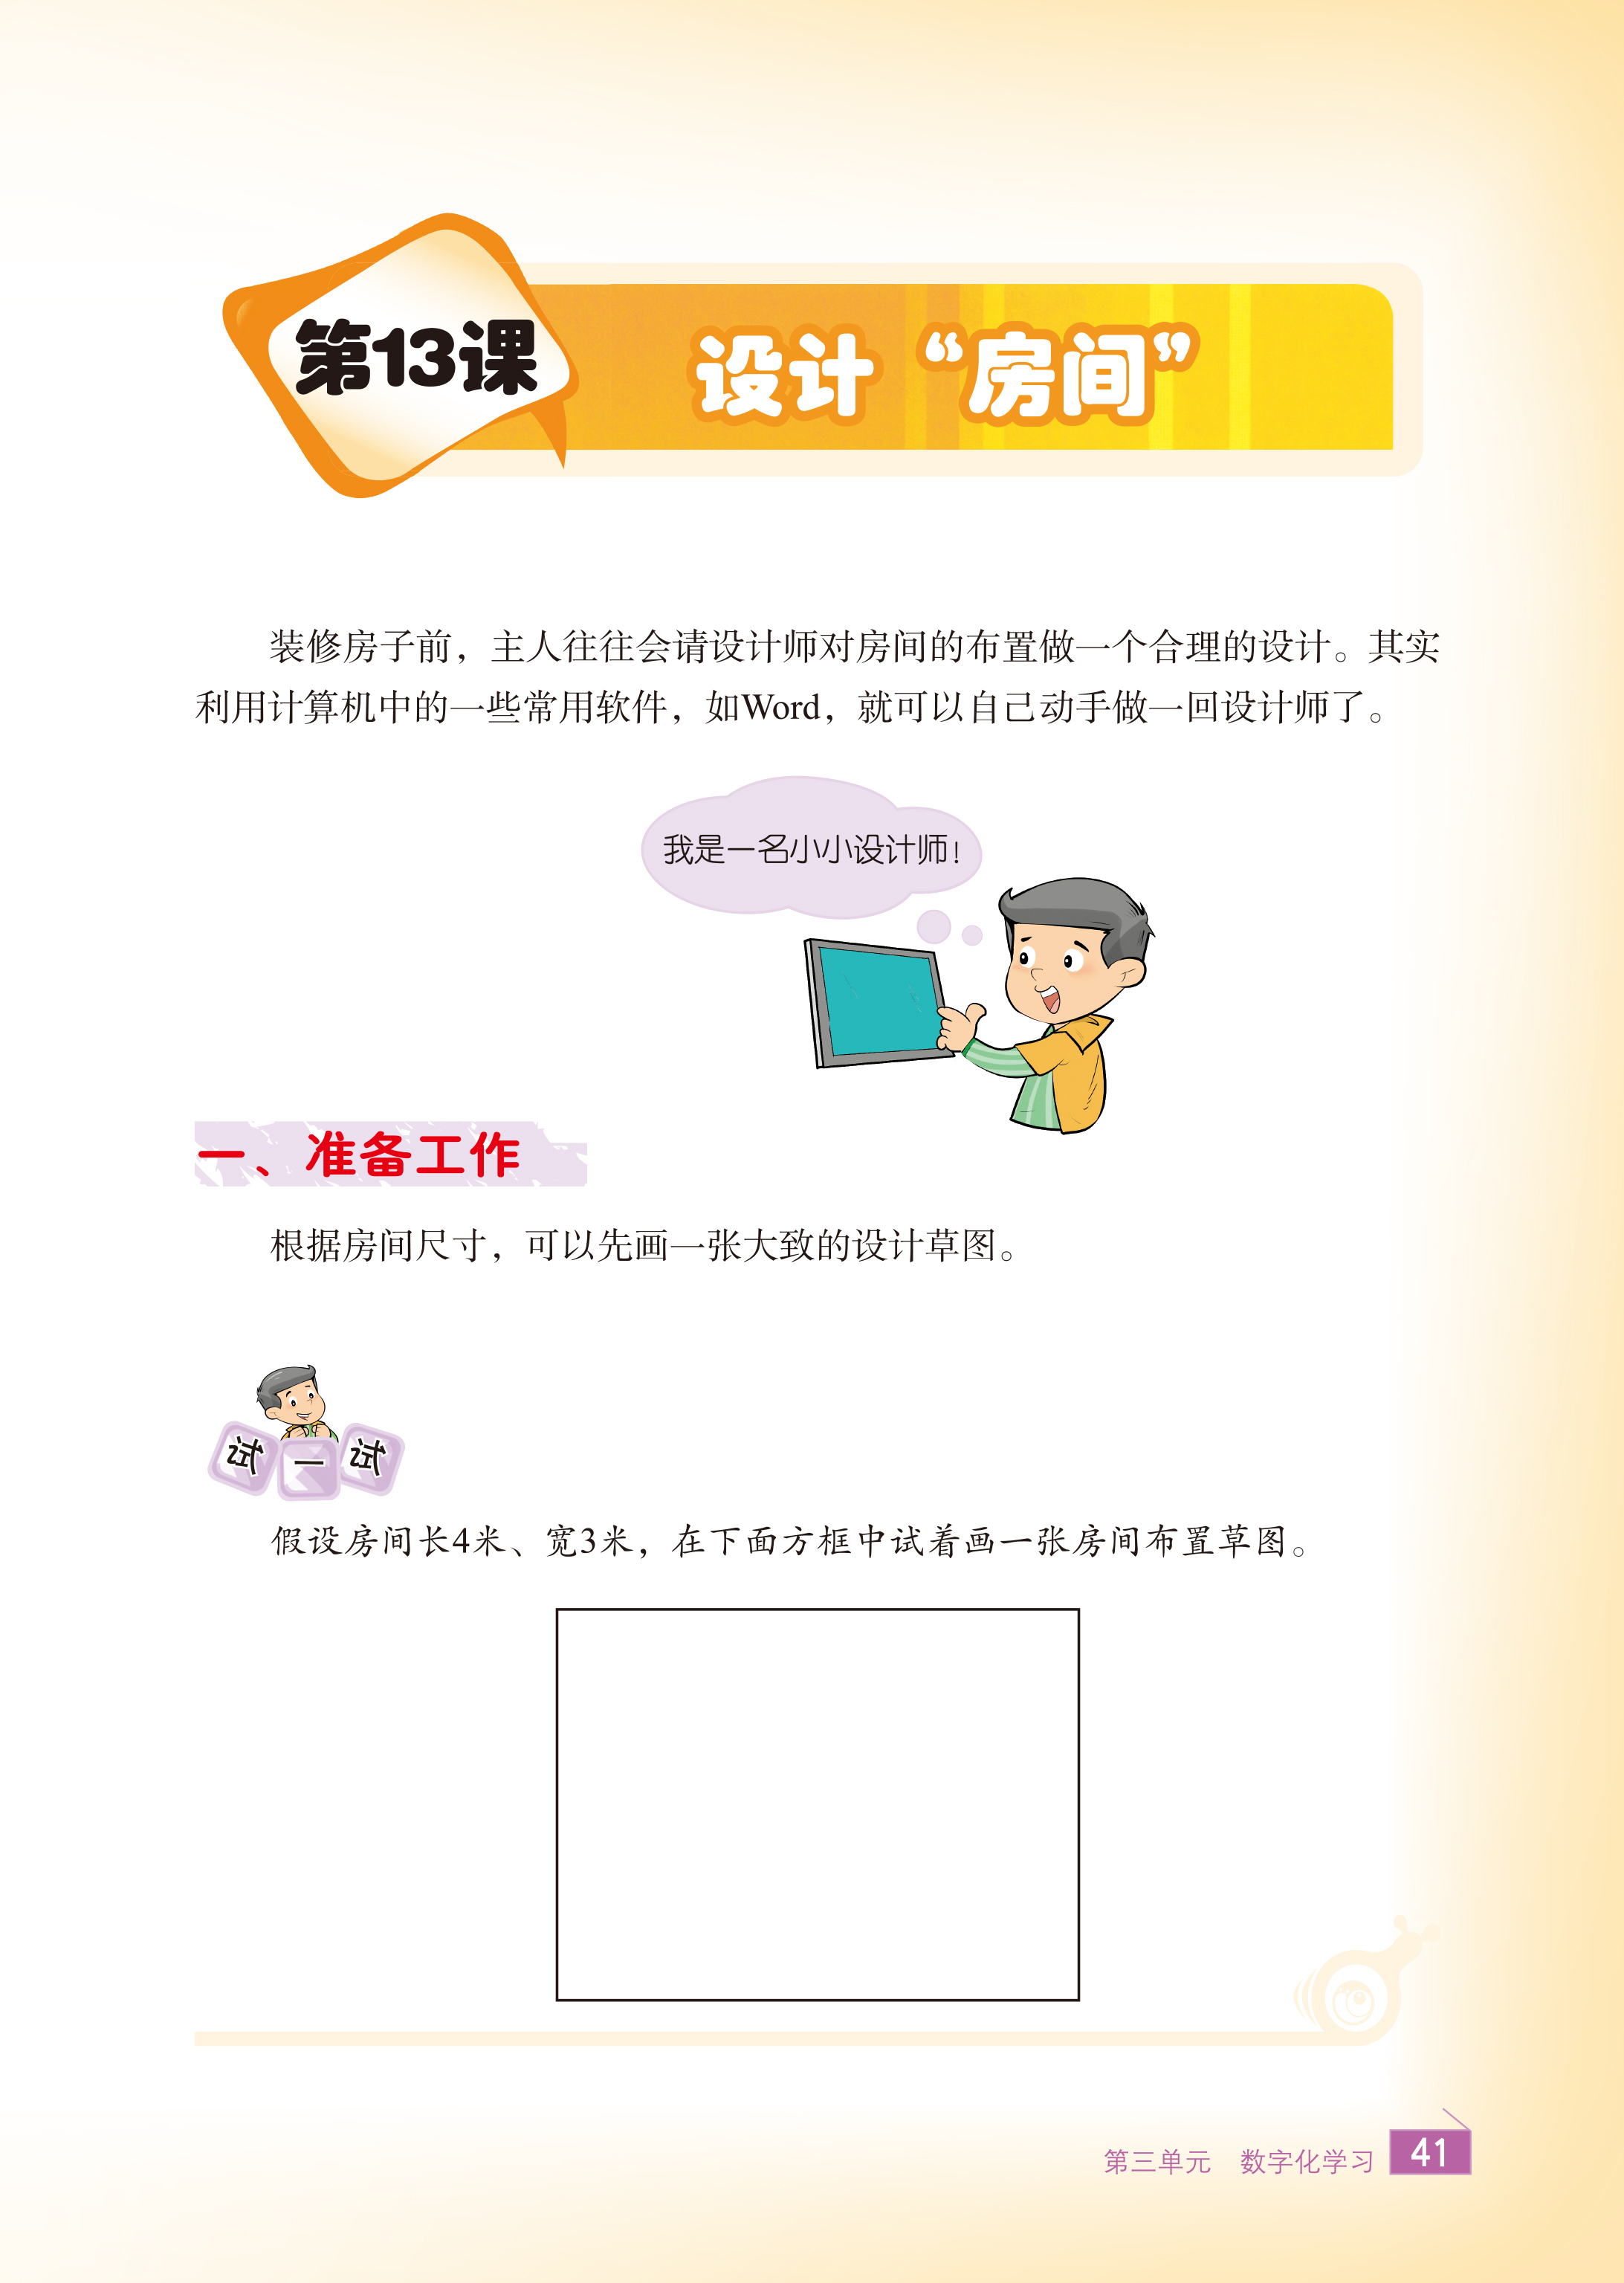 第13课
设计“房间”
装修房子前，主人往往会请设计师对房间的布置做一个合理的设计。其实
利用计算机中的一些常用软件，如Word，就可以自己动手做一回设计师了。
我是一名小小设计师！
一、准备工作
根据房间尺寸，可以先画一张大致的设计草图。
试一试
假设房间长4米、宽3米，在下面方框中试着画一张房间布置草图。
第三单元 数字化学习 41